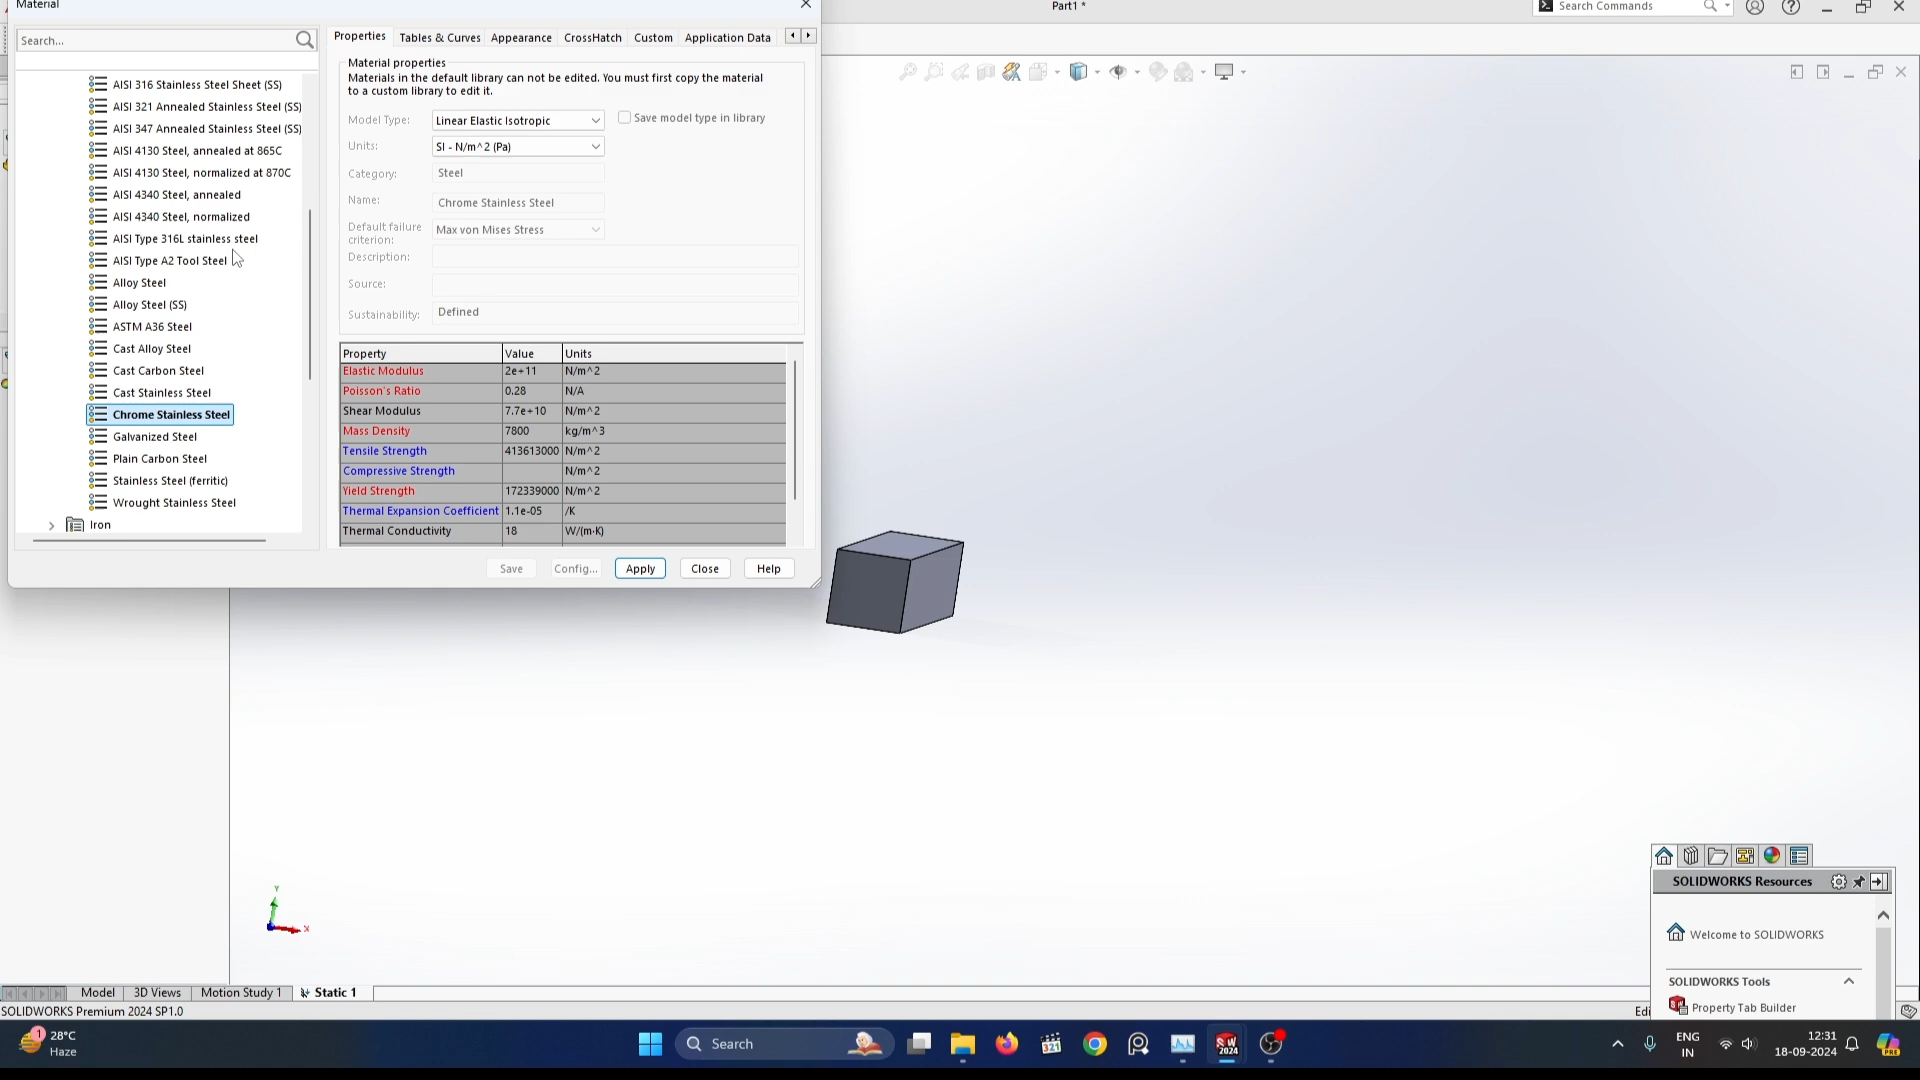 Material
Part1 *
Search Commands
Search...
Properties
Tables & Curves
Appearance
CrossHatch
Custom
Application Data
Material properties
Materials in the default library can not be edited. You must first copy the material
to a custom library to edit it.
Model Type:
Linear Elastic Isotropic
Save model type in library
Units:
SI - N/m^2 (Pa)
Category:
Steel
Name:
Chrome Stainless Steel
Default failure
criterion:
Max von Mises Stress
Description:
Source:
Sustainability:
Defined
AISI 316 Stainless Steel Sheet (SS)
AISI 321 Annealed Stainless Steel (SS)
AISI 347 Annealed Stainless Steel (SS)
AISI 4130 Steel, annealed at 865C
AISI 4130 Steel, normalized at 870C
AISI 4340 Steel, annealed
AISI 4340 Steel, normalized
AISI Type 316L stainless steel
AISI Type A2 Tool Steel
Alloy Steel
Alloy Steel (SS)
ASTM A36 Steel
Cast Alloy Steel
Cast Carbon Steel
Cast Stainless Steel
Chrome Stainless Steel
Galvanized Steel
Plain Carbon Steel
Stainless Steel (ferritic)
Wrought Stainless Steel
Iron
Property Value Units
Elastic Modulus 2e+11 N/m^2
Poisson's Ratio 0.28 N/A
Shear Modulus 7.7e+10 N/m^2
Mass Density 7800 kg/m^3
Tensile Strength 413613000 N/m^2
Compressive Strength N/m^2
Yield Strength 172339000 N/m^2
Thermal Expansion Coefficient 1.1e-05 /K
Thermal Conductivity 18 W/(m·K)
Save
Config...
Apply
Close
Help
Y
X
SOLIDWORKS Resources
Welcome to SOLIDWORKS
SOLIDWORKS Tools
Property Tab Builder
Model
3D Views
Motion Study 1
Static 1
SOLIDWORKS Premium 2024 SP1.0
Edi
1
28°C
Haze
Search
321
SW
2024
ENG
IN
12:31
18-09-2024
PRE